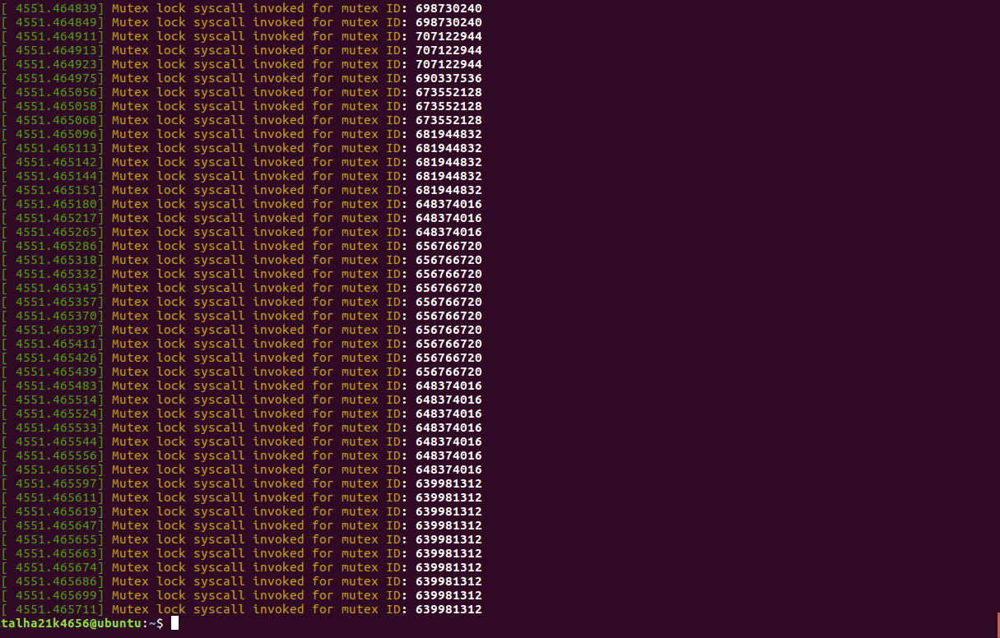 [ 4551.464839] Mutex lock syscall invoked for mutex ID: 698730240
[ 4551.464849] Mutex lock syscall invoked for mutex ID: 698730240
[ 4551.464911] Mutex lock syscall invoked for mutex ID: 707122944
[ 4551.464913] Mutex lock syscall invoked for mutex ID: 707122944
[ 4551.464923] Mutex lock syscall invoked for mutex ID: 707122944
[ 4551.464975] Mutex lock syscall invoked for mutex ID: 690337536
[ 4551.465056] Mutex lock syscall invoked for mutex ID: 673552128
[ 4551.465058] Mutex lock syscall invoked for mutex ID: 673552128
[ 4551.465068] Mutex lock syscall invoked for mutex ID: 673552128
[ 4551.465096] Mutex lock syscall invoked for mutex ID: 681944832
[ 4551.465113] Mutex lock syscall invoked for mutex ID: 681944832
[ 4551.465142] Mutex lock syscall invoked for mutex ID: 681944832
[ 4551.465144] Mutex lock syscall invoked for mutex ID: 681944832
[ 4551.465151] Mutex lock syscall invoked for mutex ID: 681944832
[ 4551.465180] Mutex lock syscall invoked for mutex ID: 648374016
[ 4551.465217] Mutex lock syscall invoked for mutex ID: 648374016
[ 4551.465265] Mutex lock syscall invoked for mutex ID: 648374016
[ 4551.465286] Mutex lock syscall invoked for mutex ID: 656766720
[ 4551.465318] Mutex lock syscall invoked for mutex ID: 656766720
[ 4551.465332] Mutex lock syscall invoked for mutex ID: 656766720
[ 4551.465345] Mutex lock syscall invoked for mutex ID: 656766720
[ 4551.465357] Mutex lock syscall invoked for mutex ID: 656766720
[ 4551.465370] Mutex lock syscall invoked for mutex ID: 656766720
[ 4551.465397] Mutex lock syscall invoked for mutex ID: 656766720
[ 4551.465411] Mutex lock syscall invoked for mutex ID: 656766720
[ 4551.465426] Mutex lock syscall invoked for mutex ID: 656766720
[ 4551.465439] Mutex lock syscall invoked for mutex ID: 656766720
[ 4551.465483] Mutex lock syscall invoked for mutex ID: 648374016
[ 4551.465514] Mutex lock syscall invoked for mutex ID: 648374016
[ 4551.465524] Mutex lock syscall invoked for mutex ID: 648374016
[ 4551.465533] Mutex lock syscall invoked for mutex ID: 648374016
[ 4551.465544] Mutex lock syscall invoked for mutex ID: 648374016
[ 4551.465556] Mutex lock syscall invoked for mutex ID: 648374016
[ 4551.465565] Mutex lock syscall invoked for mutex ID: 648374016
[ 4551.465597] Mutex lock syscall invoked for mutex ID: 639981312
[ 4551.465611] Mutex lock syscall invoked for mutex ID: 639981312
[ 4551.465619] Mutex lock syscall invoked for mutex ID: 639981312
[ 4551.465647] Mutex lock syscall invoked for mutex ID: 639981312
[ 4551.465655] Mutex lock syscall invoked for mutex ID: 639981312
[ 4551.465663] Mutex lock syscall invoked for mutex ID: 639981312
[ 4551.465674] Mutex lock syscall invoked for mutex ID: 639981312
[ 4551.465686] Mutex lock syscall invoked for mutex ID: 639981312
[ 4551.465699] Mutex lock syscall invoked for mutex ID: 639981312
[ 4551.465711] Mutex lock syscall invoked for mutex ID: 639981312
talha21k4656@ubuntu:~$